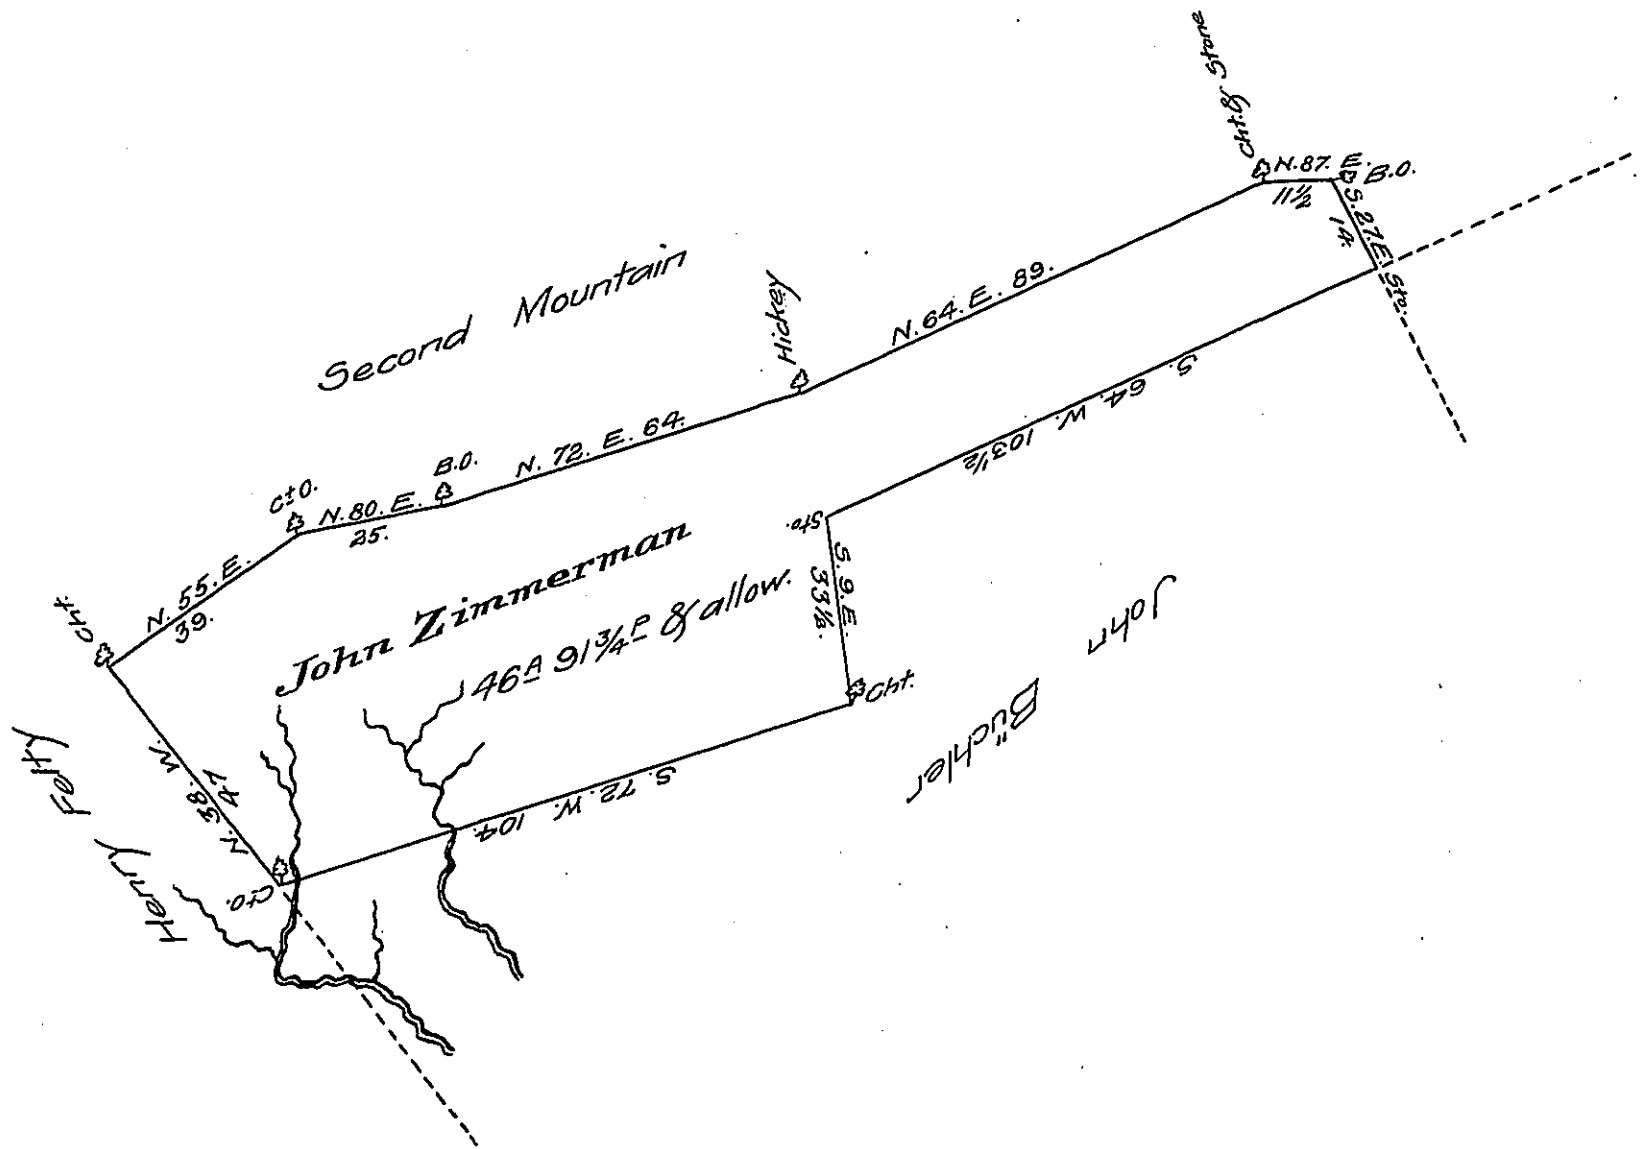 Cht. & Stone
N. 87. E.
11½
B.O.
S. 27. E.
14.
Sto.
Second Mountain
Hickey
N. 64. E. 89.
S. 64. W. 103½
B.O.
N. 72. E. 64.
CtO.
N. 80. E.
25.
Sto.
John Zimmerman
46A 91¾P & allow.
S. 9. E.
33½.
N. 55. E.
39.
Cht.
John Büchler
Cht.
S. 72. W. 104.
N. 38. W.
47
CtO.
Henry Felty